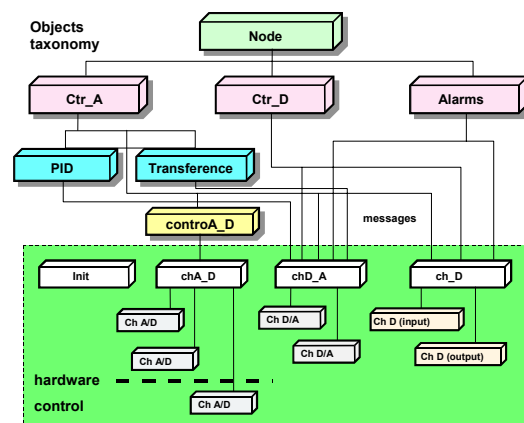 Objects
taxonomy
Node
Ctr_A
Ctr_D
Alarms
PID
Transference
controA_D
messages
Init
chA_D
chD_A
ch_D
Ch A/D
Ch D/A
Ch D (input)
Ch A/D
Ch D/A
Ch D (output)
hardware
control
Ch A/D